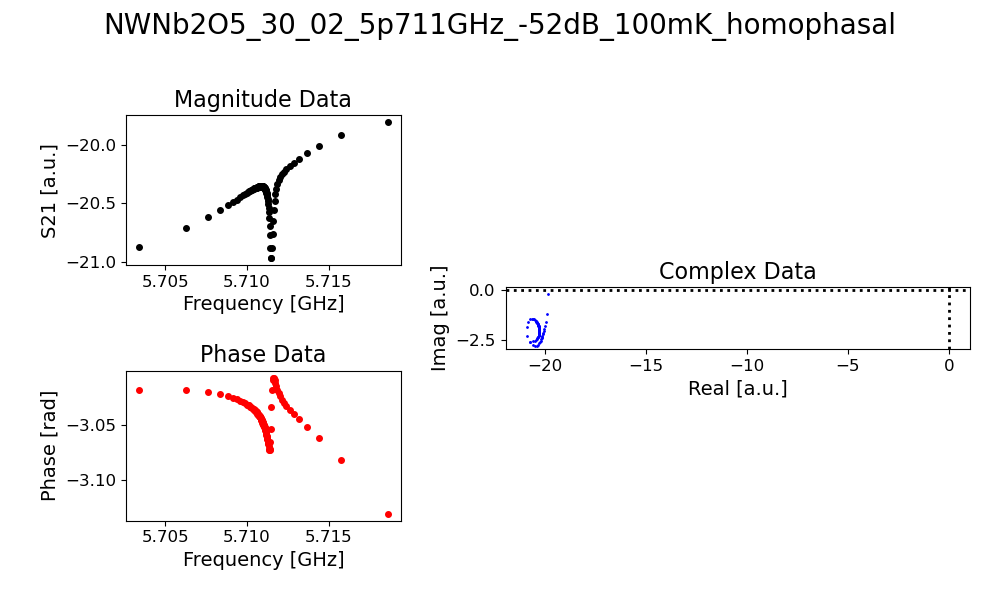 NWNb2O5_30_02_5p711GHz_-52dB_100mK_homophasal
Magnitude Data
S21 [a.u.]
−20.0
−20.5
−21.0
5.705 5.710 5.715
Frequency [GHz]
Phase Data
Phase [rad]
−3.05
−3.10
5.705 5.710 5.715
Frequency [GHz]
Complex Data
Imag [a.u.]
0.0
−2.5
−20 −15 −10 −5 0
Real [a.u.]